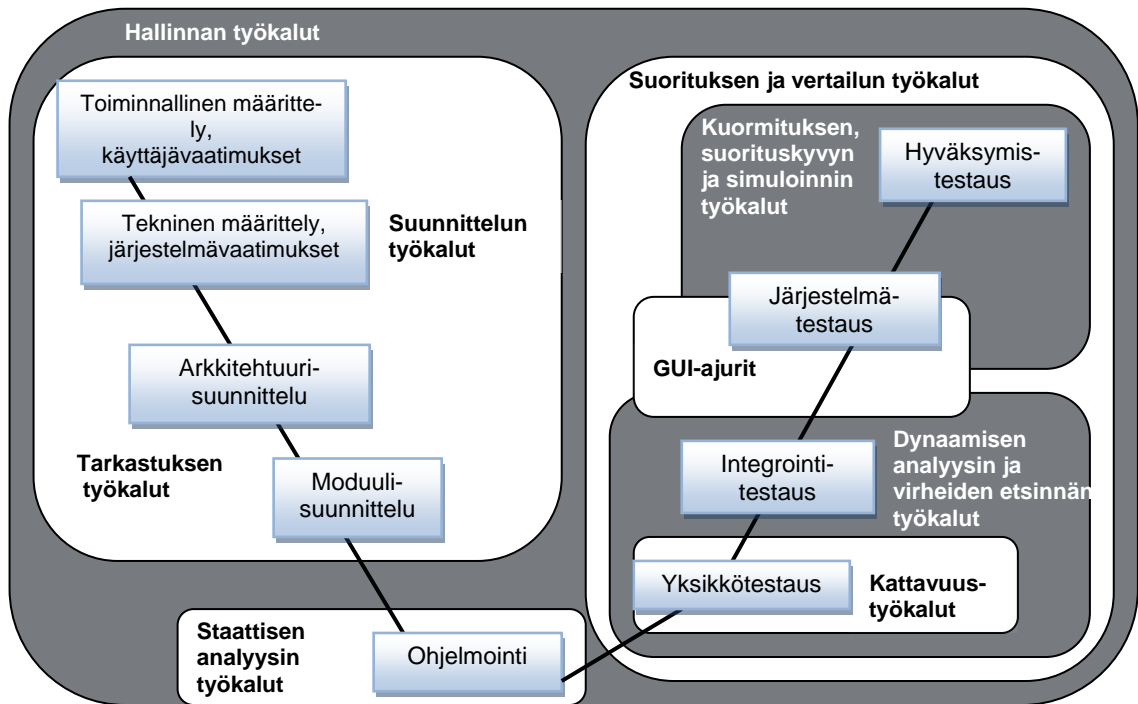 Hallinnan työkalut
Toiminnallinen määritte-
ly,
käyttäjävaatimukset
Tekninen määrittely,
järjestelmävaatimukset
Suunnittelun
työkalut
Arkkitehtuuri-
suunnittelu
Tarkastuksen
työkalut
Moduuli-
suunnittelu
Staattisen
analyysin
työkalut
Ohjelmointi
Suorituksen ja vertailun työkalut
Kuormituksen,
suorituskyvyn
ja simuloinnin
työkalut
Hyväksymis-
testaus
Järjestelmä-
testaus
GUI-ajurit
Integrointi-
testaus
Dynaamisen
analyysin ja
virheiden etsinnän
työkalut
Yksikkötestaus
Kattavuus-
työkalut